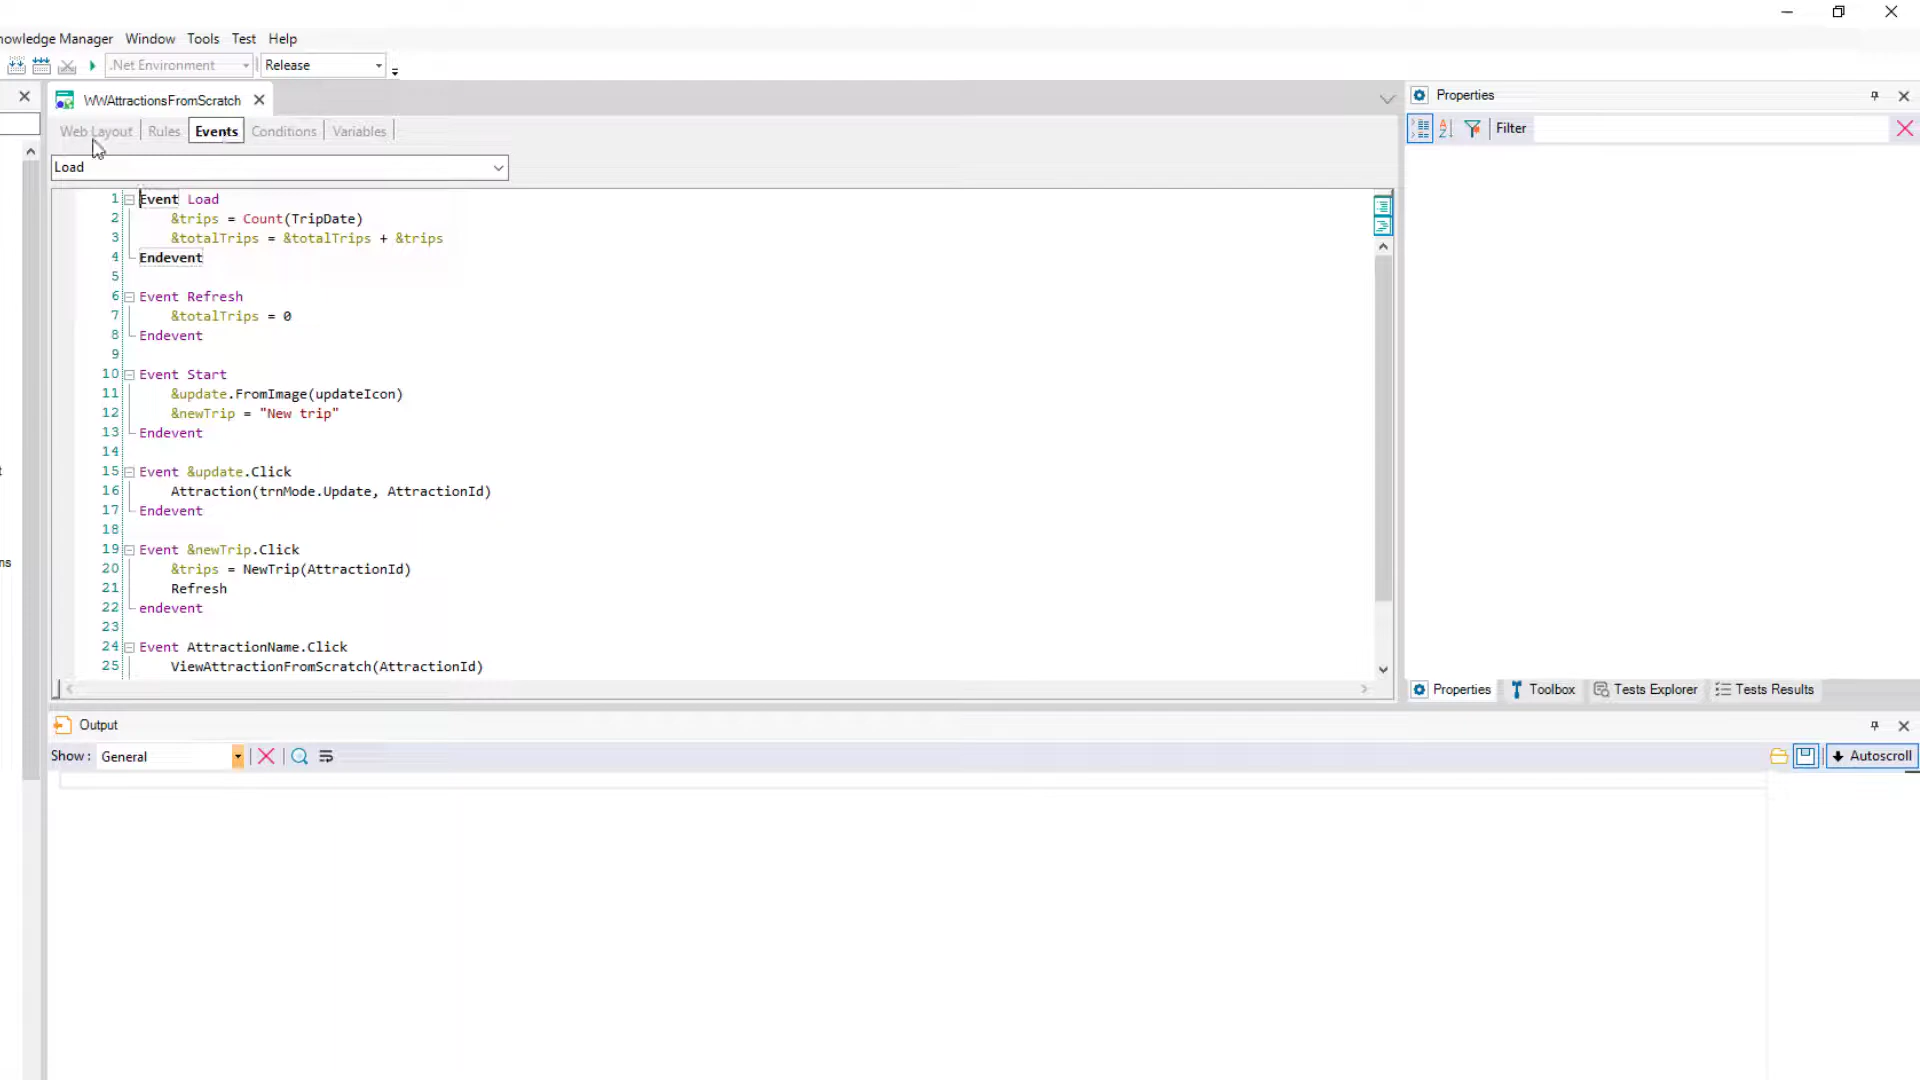 nowledge Manager Window Tools Test Help
.Net Environment Release
WWAttractionsFromScratch
Properties
Web Layout Rules Events Conditions Variables
Filter
Load
1 Event Load
2 &trips = Count(TripDate)
3 &totalTrips = &totalTrips + &trips
4 Endevent
5
6 Event Refresh
7 &totalTrips = 0
8 Endevent
9
10 Event Start
11 &update.FromImage(updateIcon)
12 &newTrip = "New trip"
13 Endevent
14
15 Event &update.Click
16 Attraction(trnMode.Update, AttractionId)
17 Endevent
18
19 Event &newTrip.Click
20 &trips = NewTrip(AttractionId)
21 Refresh
22 endevent
23
24 Event AttractionName.Click
25 ViewAttractionFromScratch(AttractionId)
t
ns
Properties Toolbox Tests Explorer Tests Results
Output
Show: General
Autoscroll